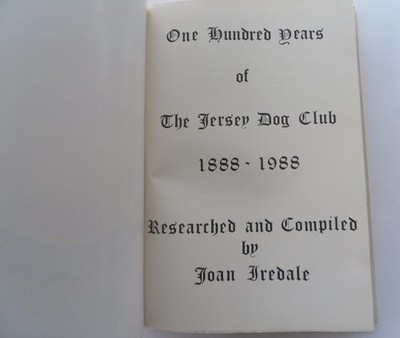 One Hundred Years
of
The Jersey Dog Club
1888 - 1988
Researched and Compiled
by
Joan Iredale